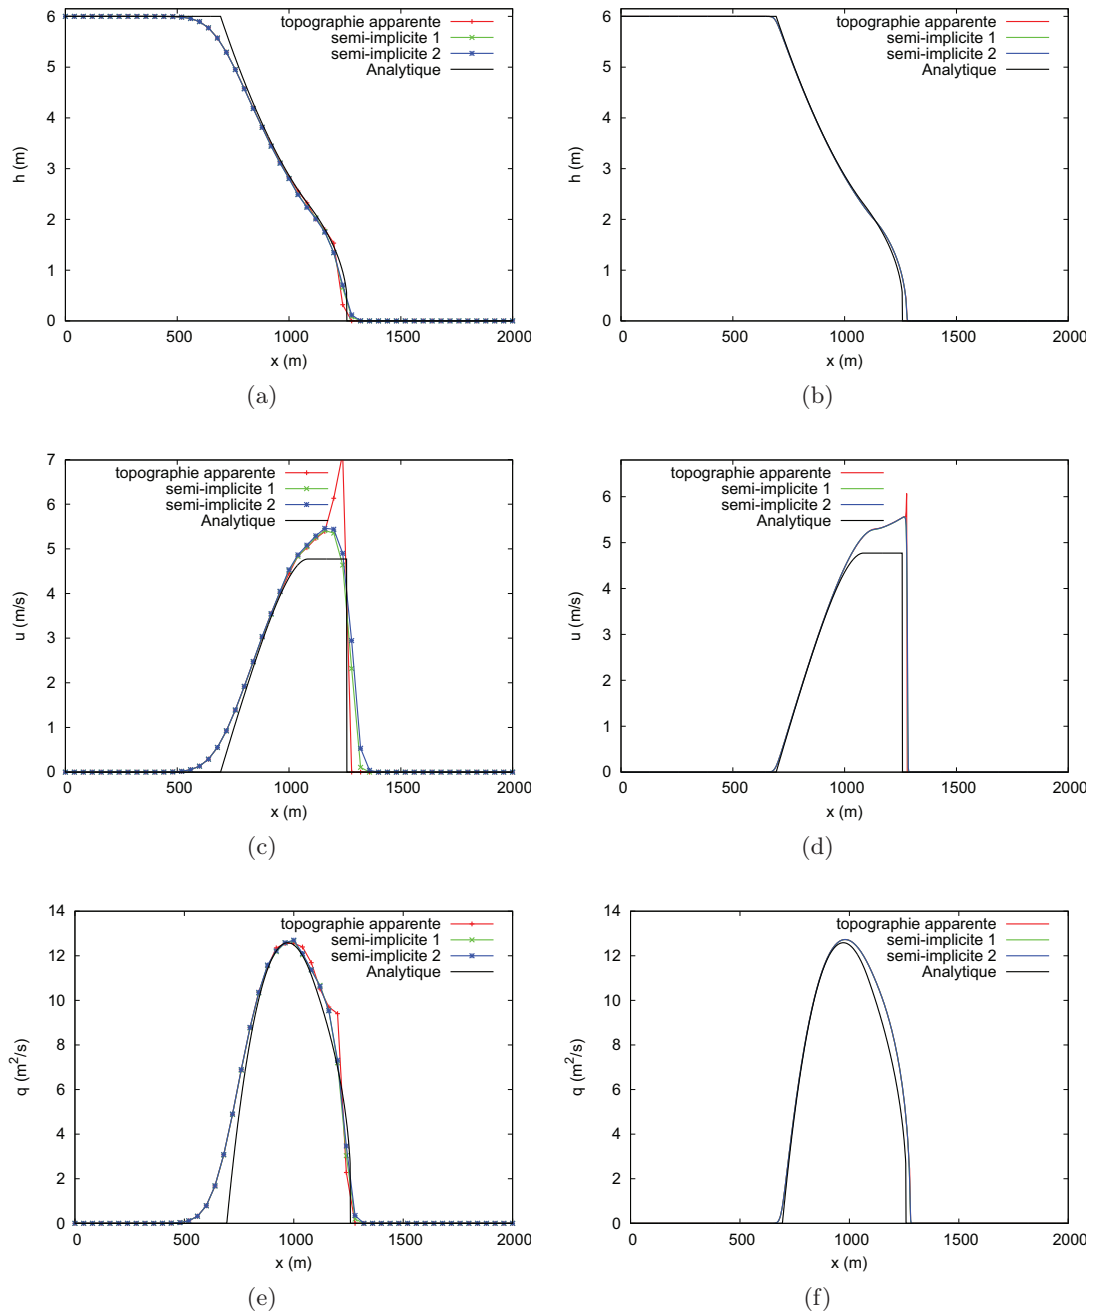 6
5
4
3
2
1
0
h (m)
0 500 1000 1500 2000
x (m)
topographie apparente
semi-implicite 1
semi-implicite 2
Analytique
(a)
6
5
4
3
2
1
0
h (m)
0 500 1000 1500 2000
x (m)
topographie apparente
semi-implicite 1
semi-implicite 2
Analytique
(b)
7
6
5
4
3
2
1
0
u (m/s)
0 500 1000 1500 2000
x (m)
topographie apparente
semi-implicite 1
semi-implicite 2
Analytique
(c)
6
5
4
3
2
1
0
u (m/s)
0 500 1000 1500 2000
x (m)
topographie apparente
semi-implicite 1
semi-implicite 2
Analytique
(d)
14
12
10
8
6
4
2
0
q (m²/s)
0 500 1000 1500 2000
x (m)
topographie apparente
semi-implicite 1
semi-implicite 2
Analytique
(e)
14
12
10
8
6
4
2
0
q (m²/s)
0 500 1000 1500 2000
x (m)
topographie apparente
semi-implicite 1
semi-implicite 2
Analytique
(f)